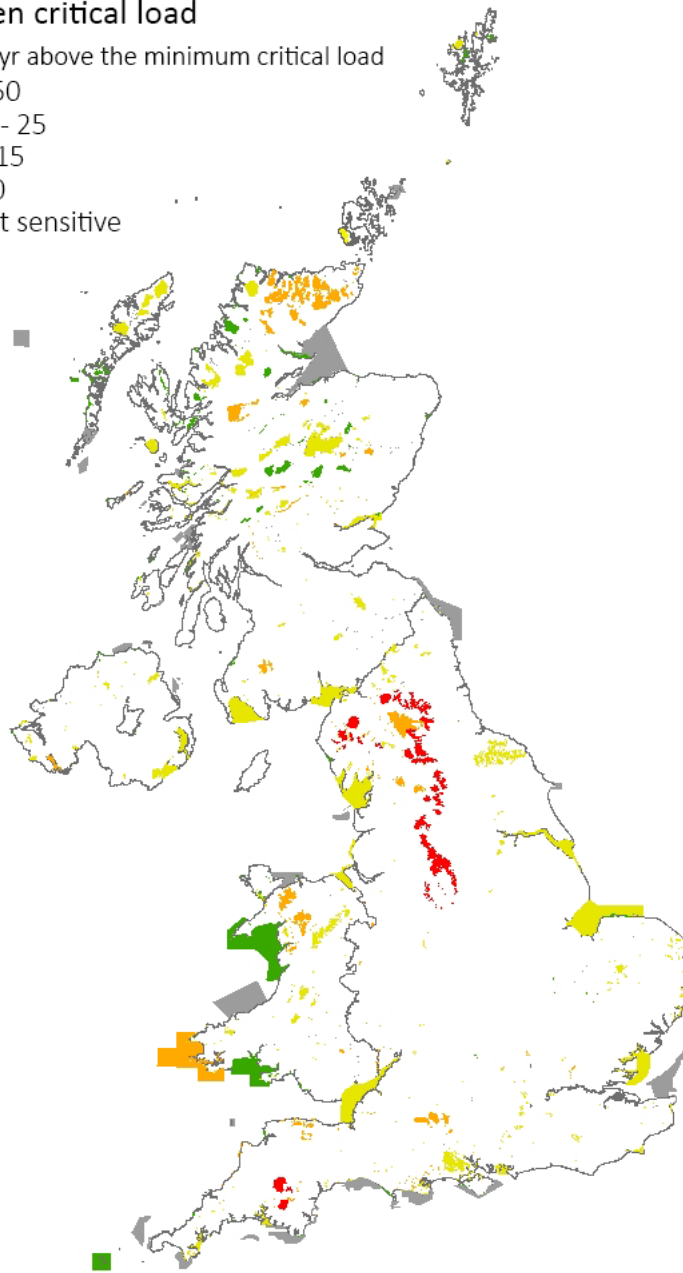 en critical load
yr above the minimum critical load
50
- 25
15
0
t sensitive